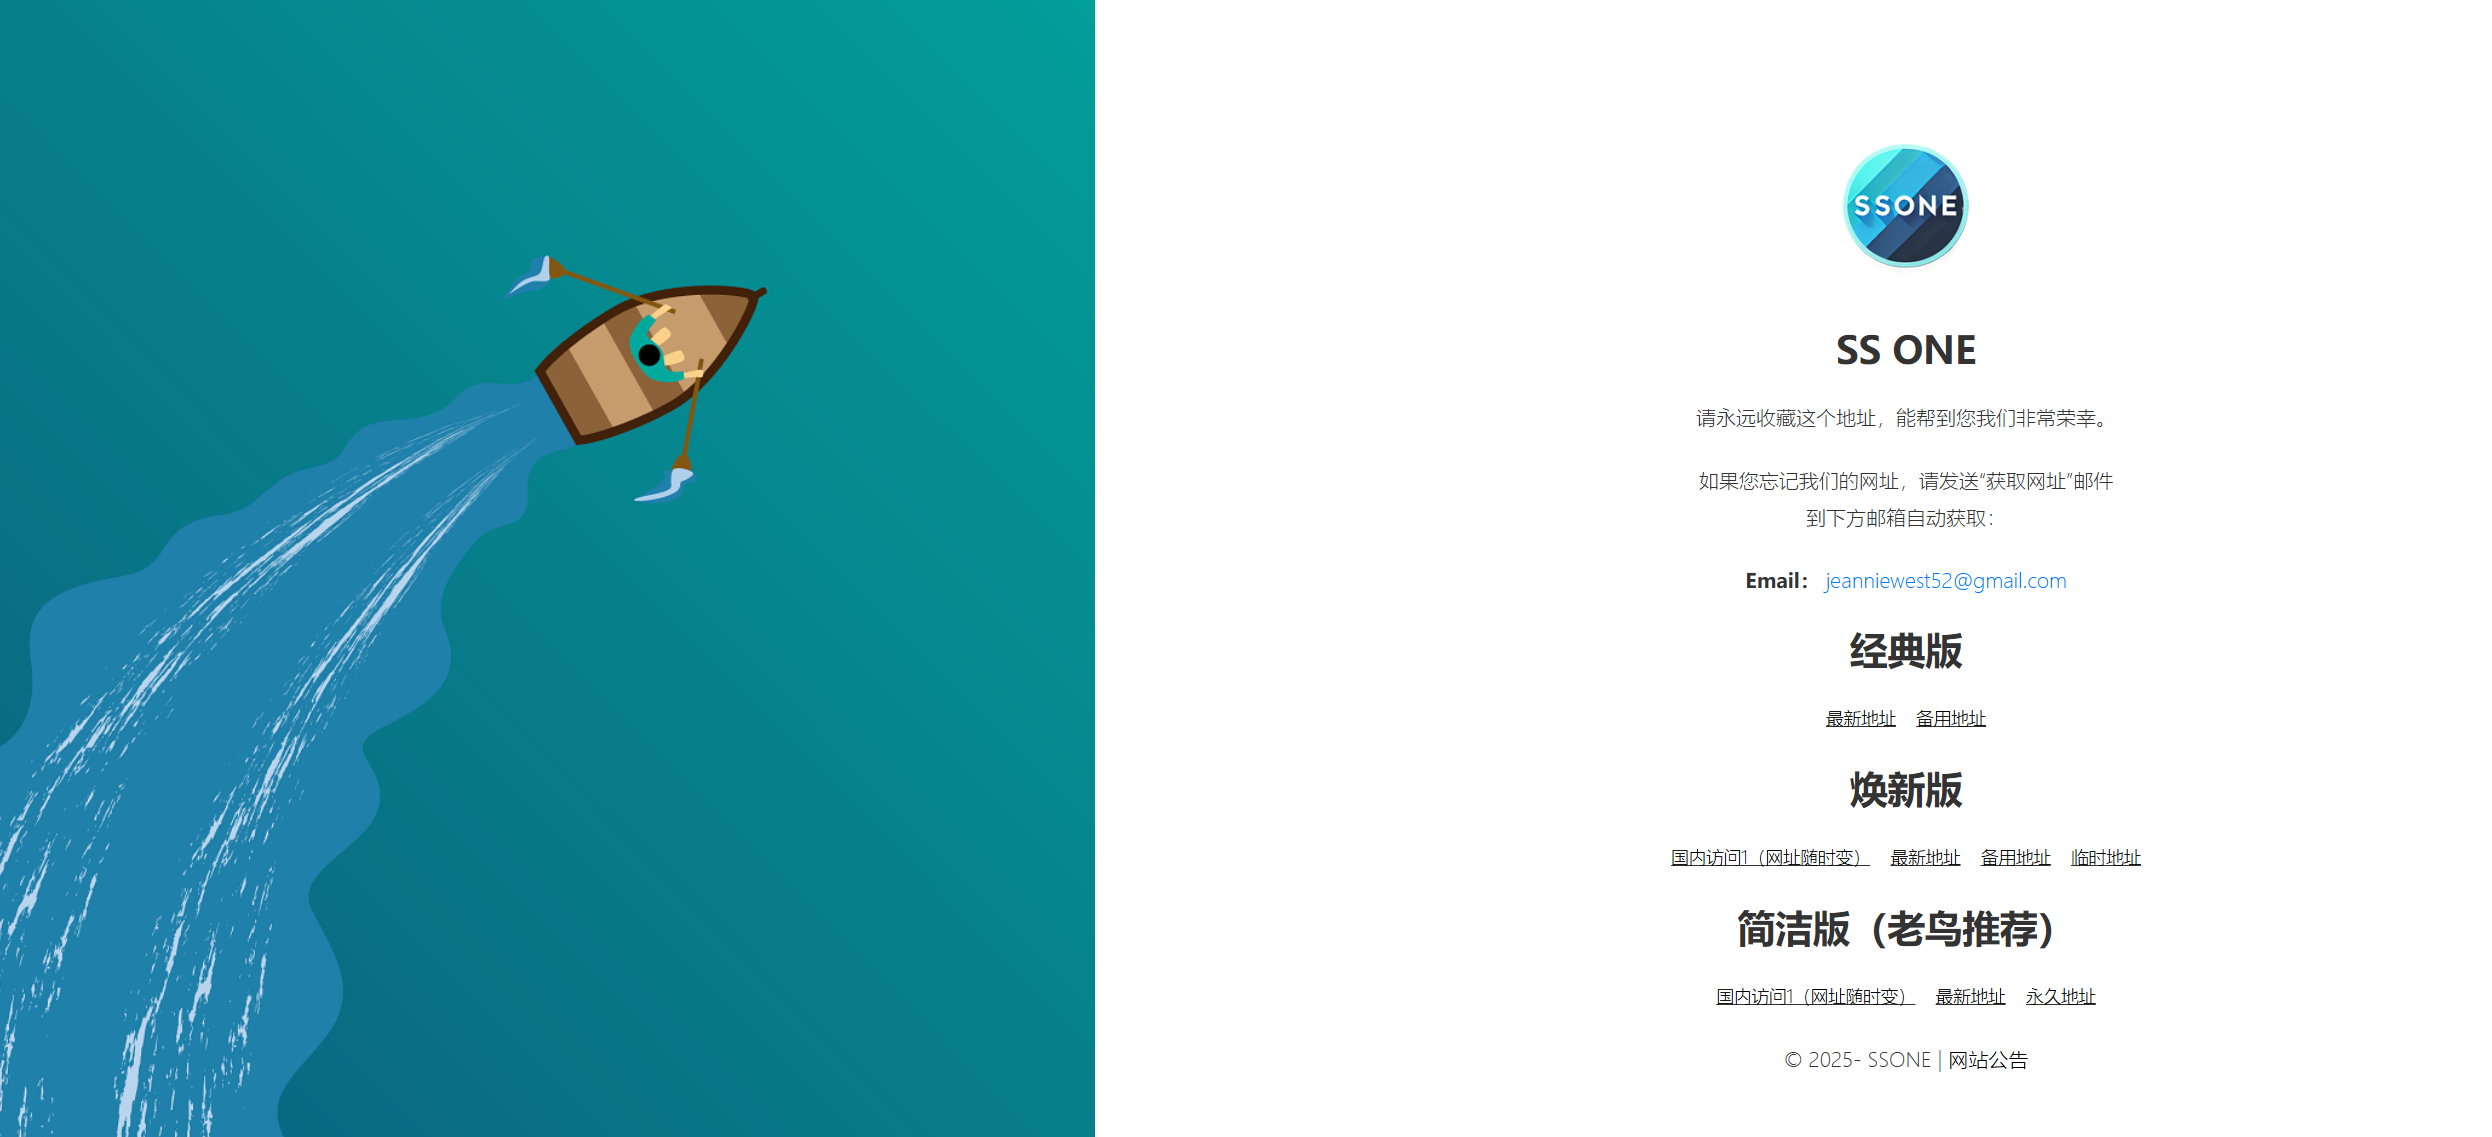 SSONE
SS ONE
请永远收藏这个地址，能帮到您我们非常荣幸。
如果您忘记我们的网址，请发送“获取网址”邮件
到下方邮箱自动获取：
Email： jeanniewest52@gmail.com
经典版
最新地址 备用地址
焕新版
国内访问1（网址随时变） 最新地址 备用地址 临时地址
简洁版（老鸟推荐）
国内访问1（网址随时变） 最新地址 永久地址
© 2025- SSONE | 网站公告